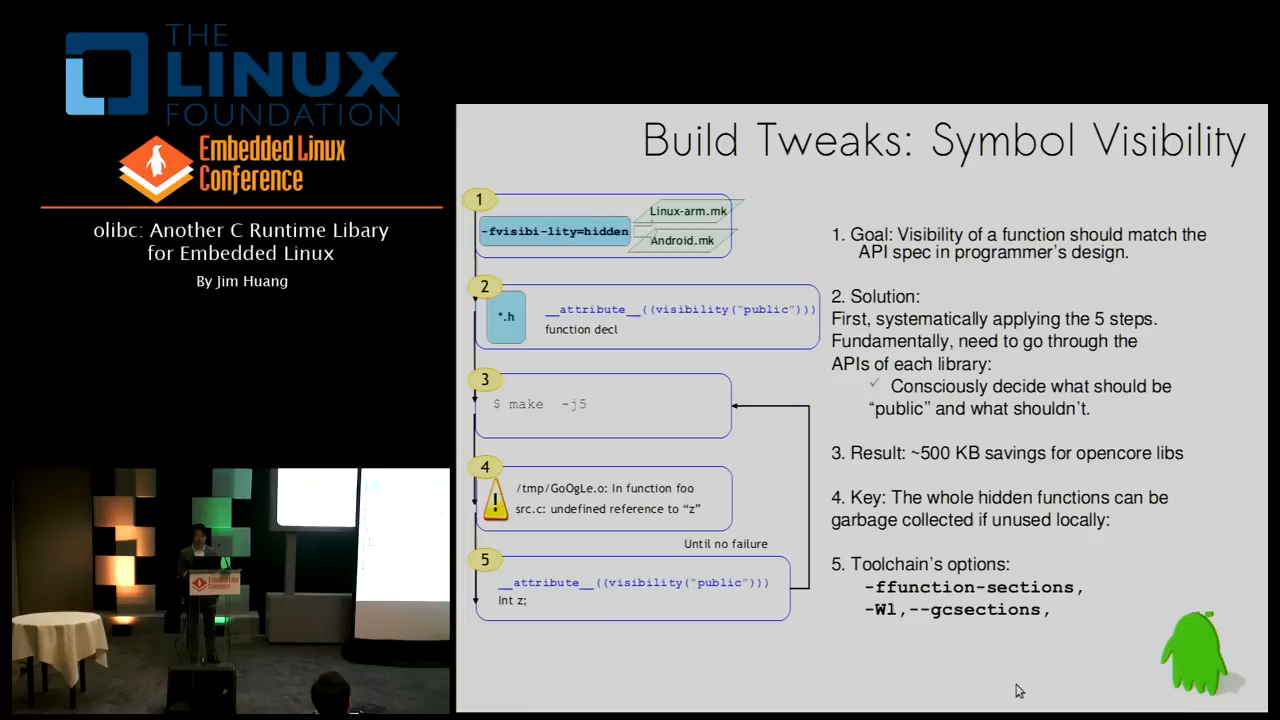 THE
LINUX
FOUNDATION
Embedded Linux
Conference
olibc: Another C Runtime Libary
for Embedded Linux
By Jim Huang
Build Tweaks: Symbol Visibility
1
-fvisibi-lity=hidden
Linux-arm.mk
Android.mk
2
*.h
__attribute__((visibility("public")))
function decl
3
$ make -j5
4
!
/tmp/GoOgLe.o: In function foo
src.c: undefined reference to “z”
Until no failure
5
__attribute__((visibility("public")))
Int z;
1. Goal: Visibility of a function should match the
API spec in programmer’s design.
2. Solution:
First, systematically applying the 5 steps.
Fundamentally, need to go through the
APIs of each library:
✓ Consciously decide what should be
“public” and what shouldn’t.
3. Result: ~500 KB savings for opencore libs
4. Key: The whole hidden functions can be
garbage collected if unused locally:
5. Toolchain’s options:
-ffunction-sections,
-Wl,--gcsections,
Embedded Linux
Conference